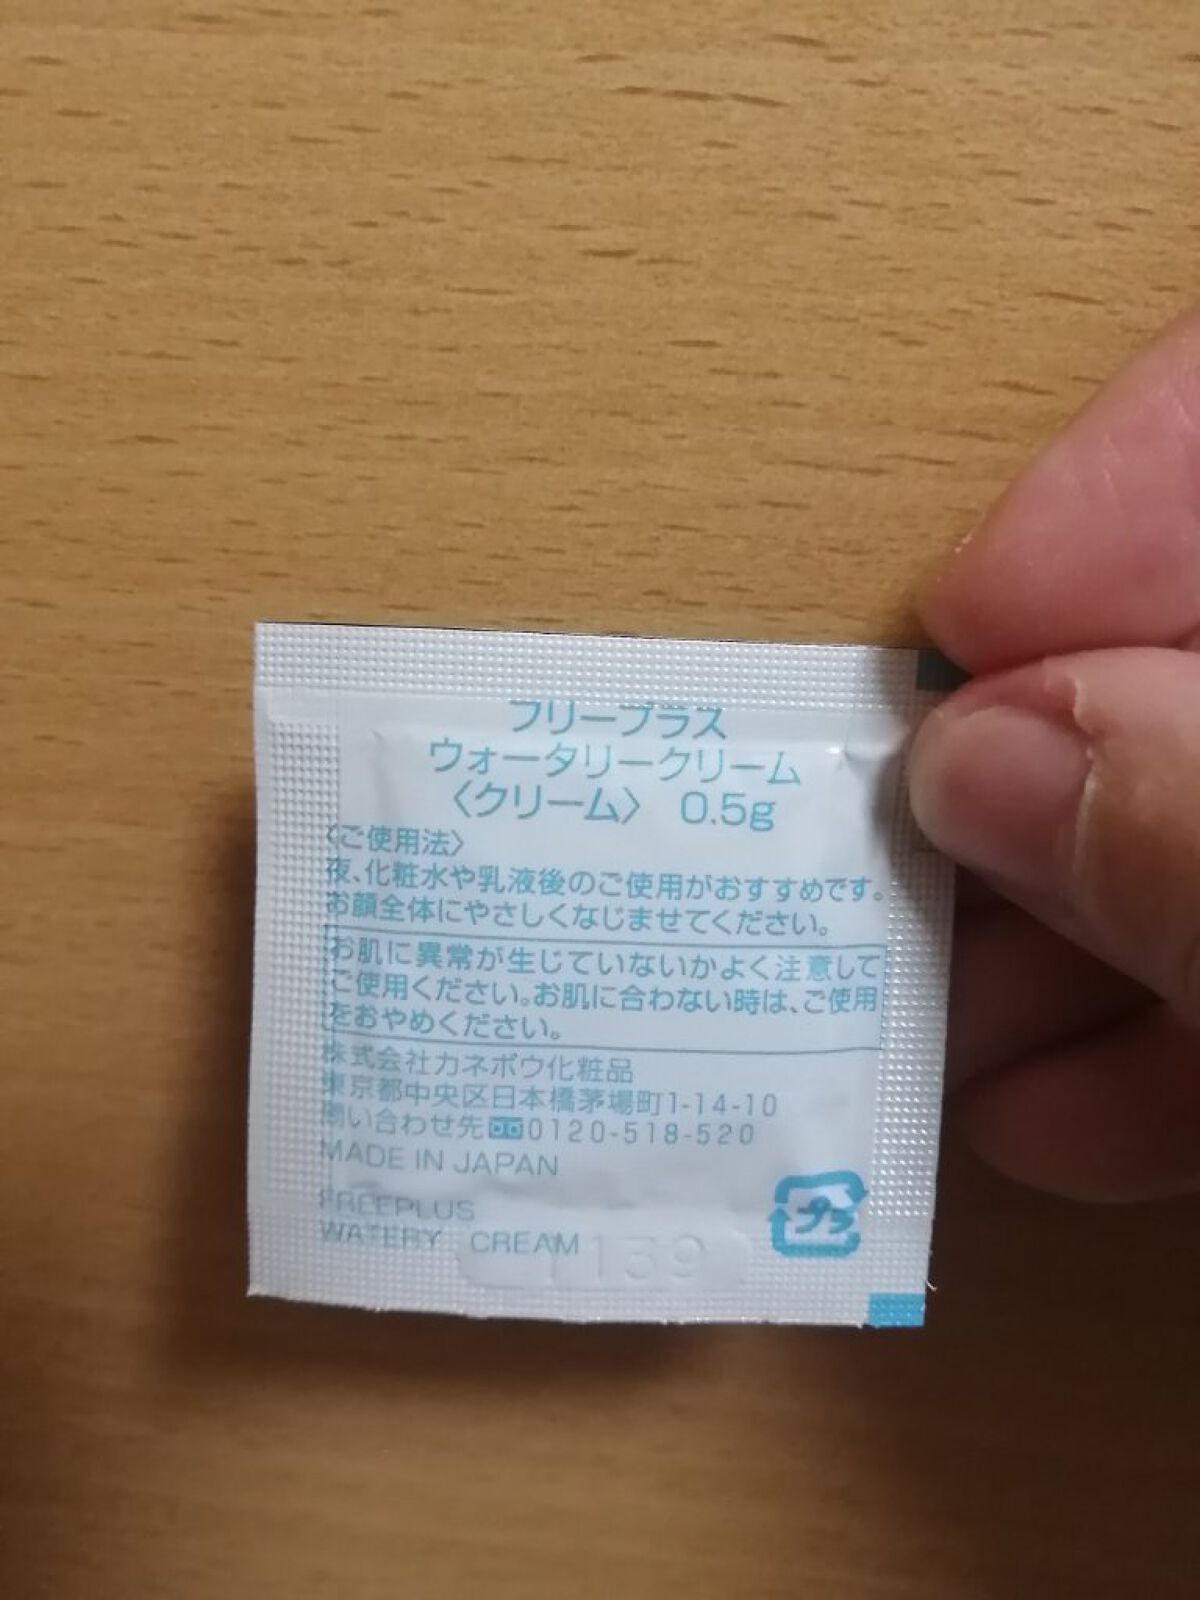 フリープラス
ウォータリークリーム
〈クリーム〉 0.5g
〈ご使用法〉
夜、化粧水や乳液後のご使用がおすすめです。
お顔全体にやさしくなじませてください。
お肌に異常が生じていないかよく注意して
ご使用ください。お肌に合わない時は、ご使用
をおやめください。
株式会社カネボウ化粧品
東京都中央区日本橋茅場町1-14-10
問い合わせ先 0120-518-520
MADE IN JAPAN
FREEPLUS
WATERY CREAM
プラ